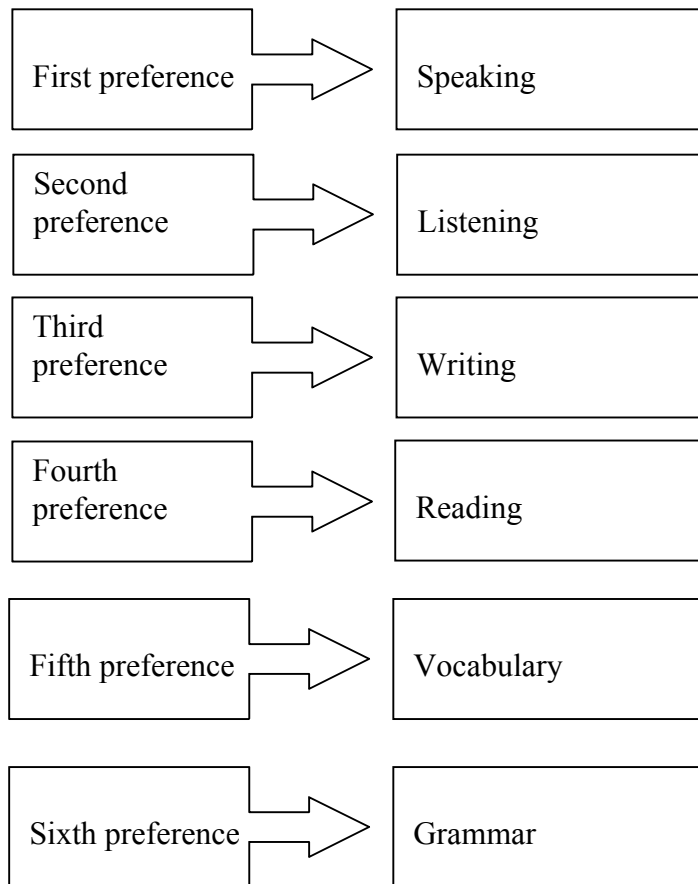 First preference
Speaking
Second
preference
Listening
Third
preference
Writing
Fourth
preference
Reading
Fifth preference
Vocabulary
Sixth preference
Grammar